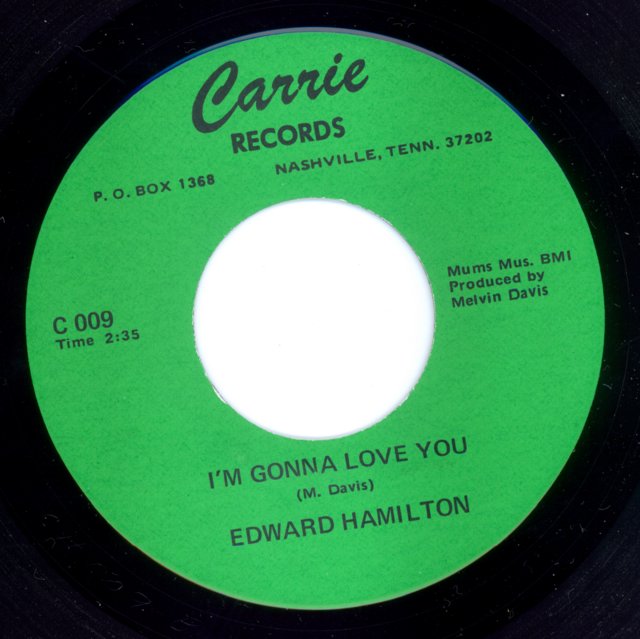 Carrie
RECORDS
P. O. BOX 1368
NASHVILLE, TENN. 37202
Mums Mus. BMI
Produced by
Melvin Davis
C 009
Time 2:35
I'M GONNA LOVE YOU
(M. Davis)
EDWARD HAMILTON